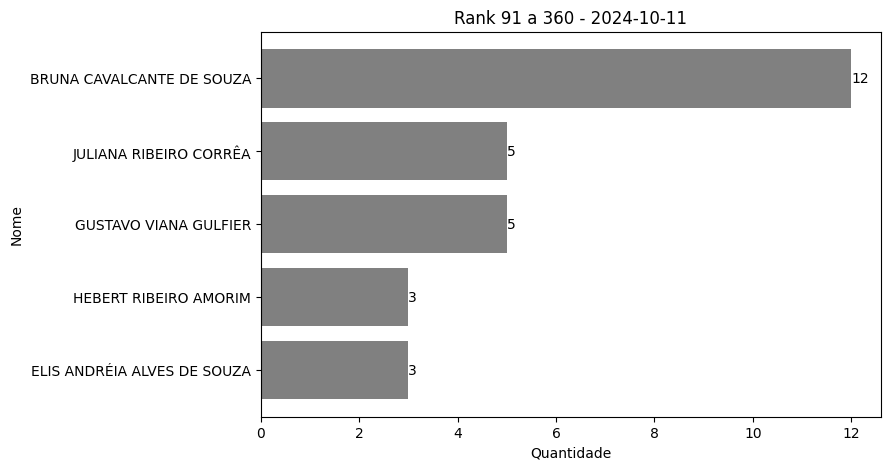 Rank 91 a 360 - 2024-10-11
BRUNA CAVALCANTE DE SOUZA
12
JULIANA RIBEIRO CORRÊA
5
GUSTAVO VIANA GULFIER
5
HEBERT RIBEIRO AMORIM
3
ELIS ANDRÉIA ALVES DE SOUZA
3
Nome
0 2 4 6 8 10 12
Quantidade